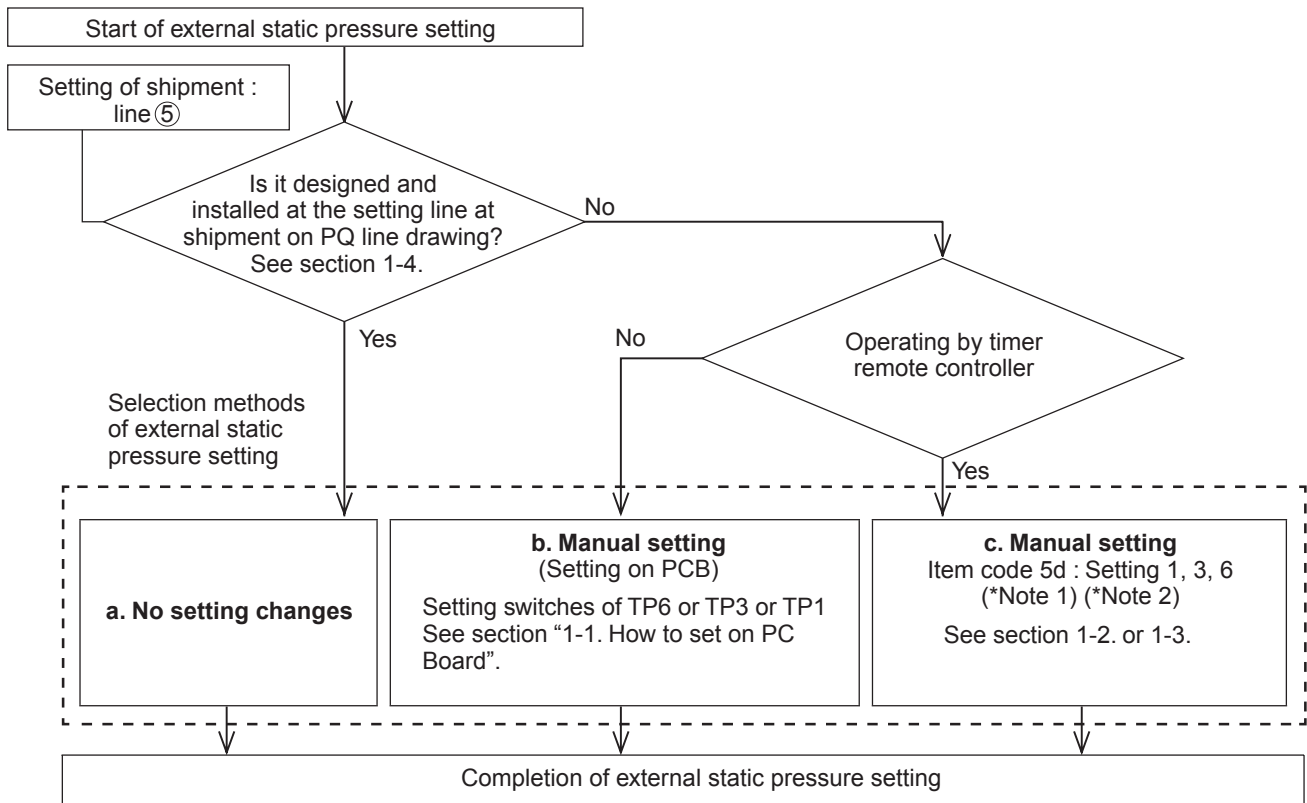 Start of external static pressure setting
Setting of shipment :
line ⑤
Is it designed and
installed at the setting line at
shipment on PQ line drawing?
See section 1-4.
No
Yes
Operating by timer
remote controller
No
Yes
Selection methods
of external static
pressure setting
a. No setting changes
b. Manual setting
(Setting on PCB)
Setting switches of TP6 or TP3 or TP1
See section “1-1. How to set on PC
Board”.
c. Manual setting
Item code 5d : Setting 1, 3, 6
(*Note 1) (*Note 2)
See section 1-2. or 1-3.
Completion of external static pressure setting